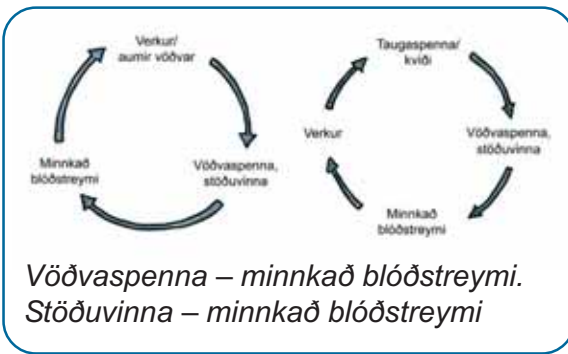 Verkur/
aumir vöðvar
Vöðvaspenna,
stöðuvinna
Minnkað
blóðstreymi
Taugaspenna/
kvíði
Vöðvaspenna,
stöðuvinna
Minnkað
blóðstreymi
Verkur
Vöðvaspenna – minnkað blóðstreymi.
Stöðuvinna – minnkað blóðstreymi